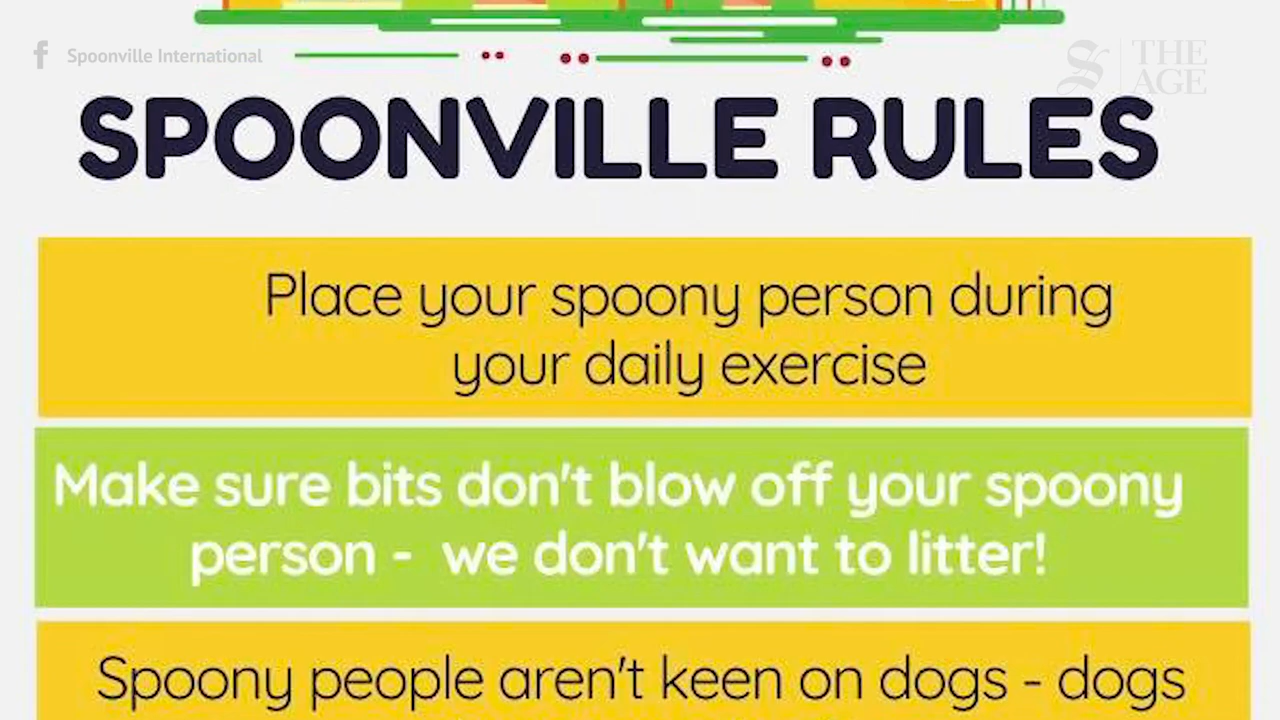 Spoonville International
THE
AGE
SPOONVILLE RULES
Place your spoony person during
your daily exercise
Make sure bits don't blow off your spoony
person - we don't want to litter!
Spoony people aren't keen on dogs - dogs